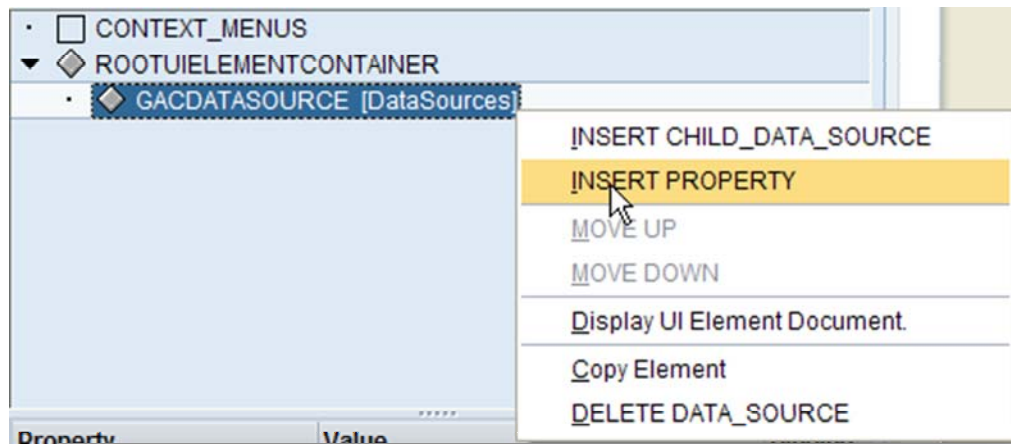 CONTEXT_MENUS
ROOTUIELEMENTCONTAINER
GACDATASOURCE [DataSources]
INSERT CHILD_DATA_SOURCE
INSERT PROPERTY
MOVE UP
MOVE DOWN
Display UI Element Document.
Copy Element
DELETE DATA_SOURCE
Property Value